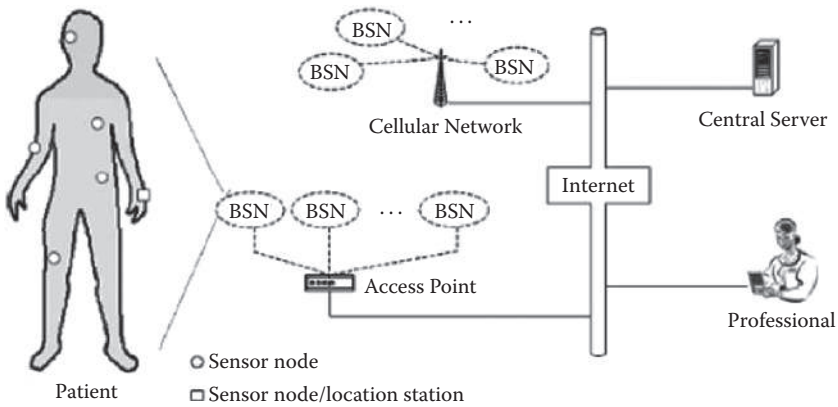 BSN
...
BSN
BSN
Cellular Network
Central Server
Internet
BSN
BSN
...
BSN
Access Point
Professional
Sensor node
Patient
Sensor node/location station